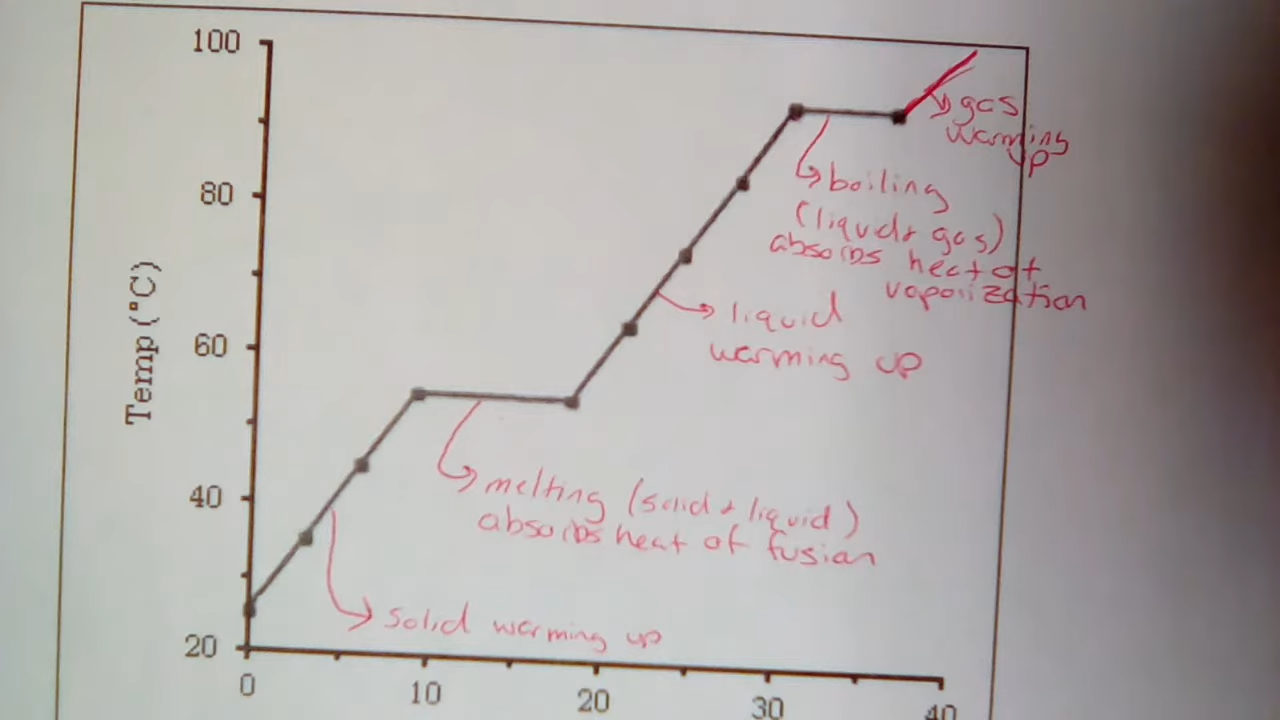 100
80
60
40
20
Temp(°C)
0
10
20
30
40
gas
warming
up
boiling
(liquid + gas)
absorbs heat of
vaporization
liquid
warming up
melting (solid + liquid)
absorbs heat of fusion
solid warming up